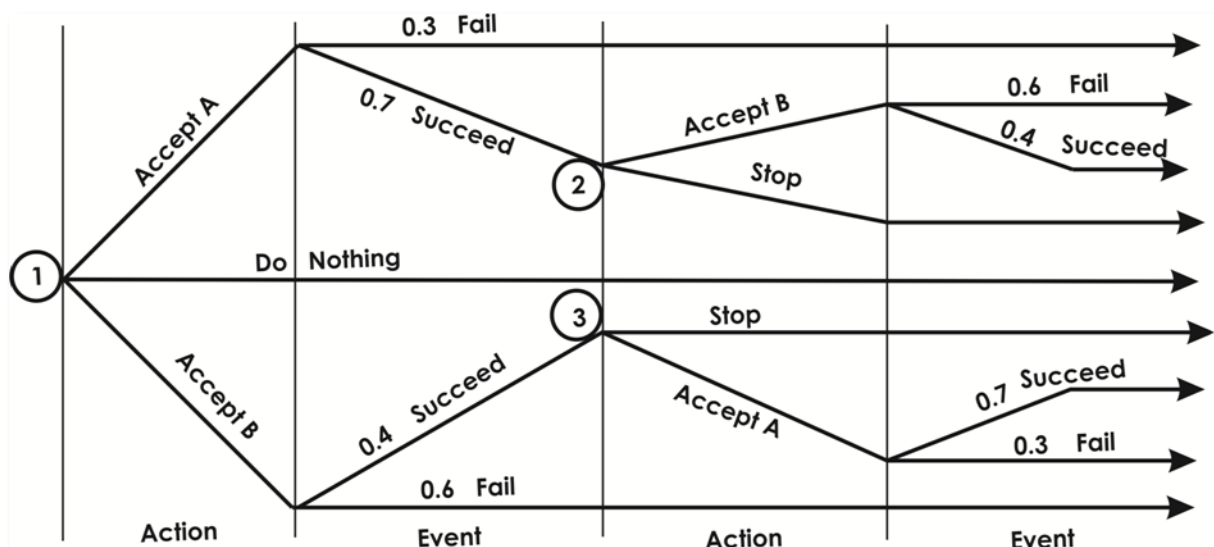 0.3 Fail
Accept A
0.7 Succeed
Accept B
0.6 Fail
0.4 Succeed
2
Stop
1
Do Nothing
3
Stop
Accept B
0.4 Succeed
Accept A
0.7 Succeed
0.3 Fail
0.6 Fail
Action Event Action Event